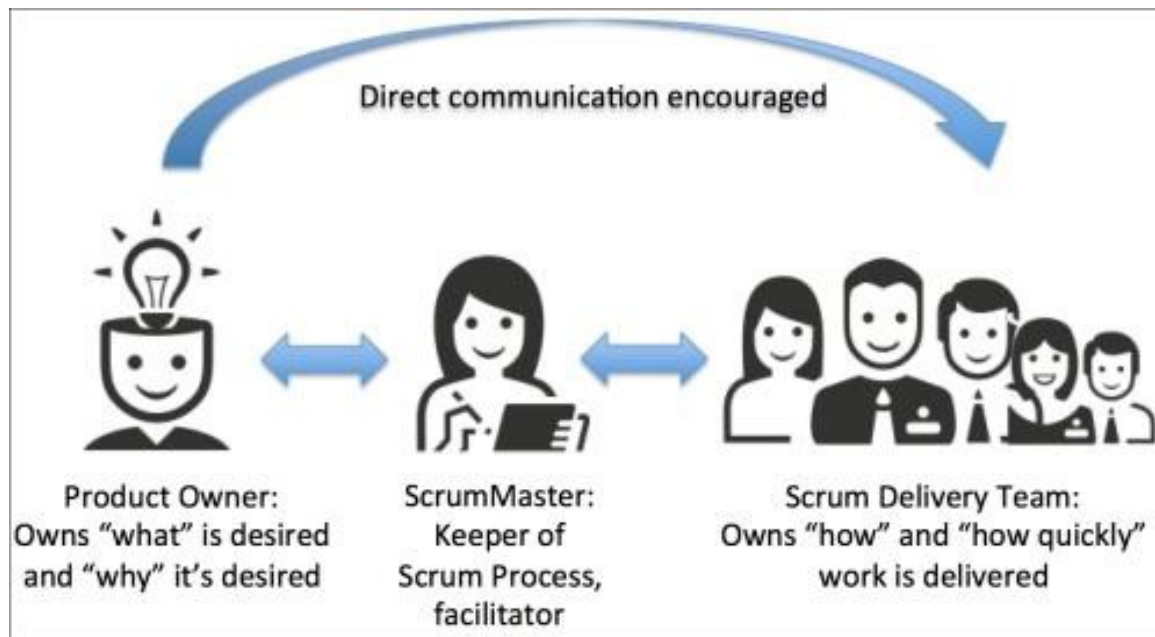 Direct communication encouraged
Product Owner:
Owns “what” is desired
and “why” it’s desired
ScrumMaster:
Keeper of
Scrum Process,
facilitator
Scrum Delivery Team:
Owns “how” and “how quickly”
work is delivered